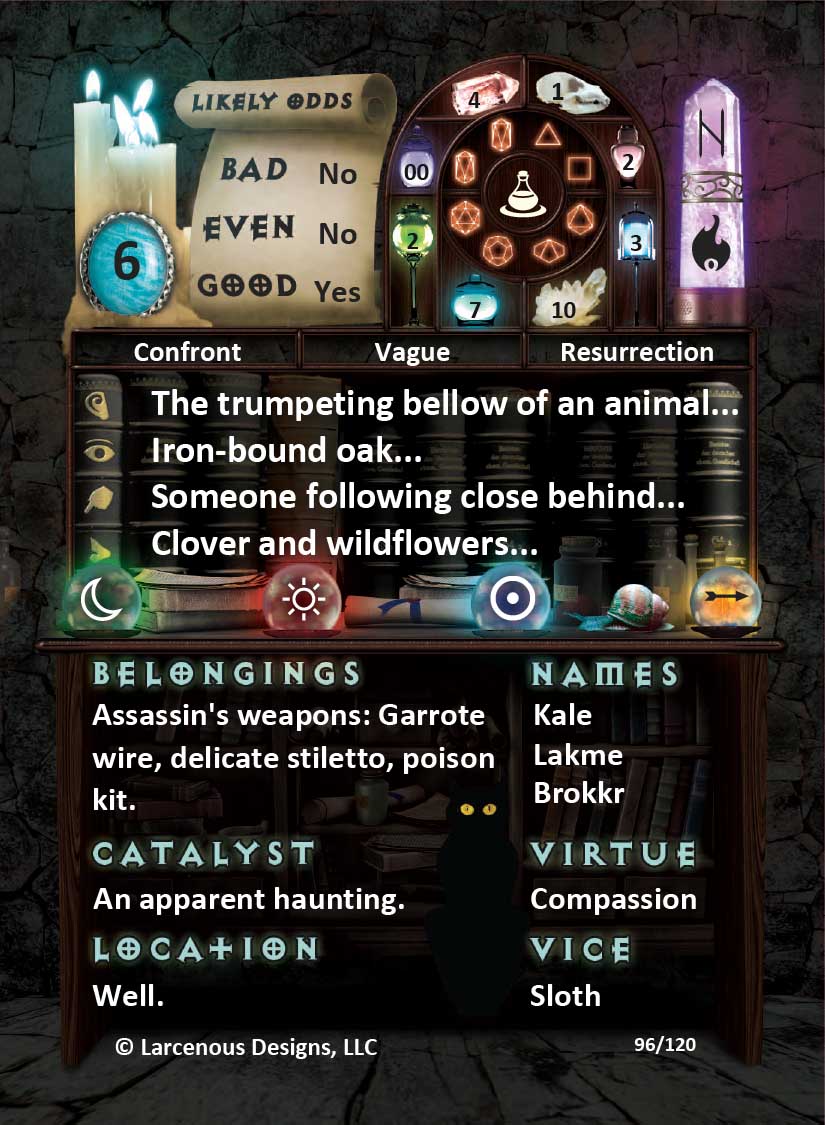 LIKELY ODDS
BAD No
EVEN No
GOOD Yes
6
4
1
00
2
2
3
7
10
ᚺ
Confront Vague Resurrection
The trumpeting bellow of an animal...
Iron-bound oak...
Someone following close behind...
Clover and wildflowers...
BELONGINGS
Assassin's weapons: Garrote
wire, delicate stiletto, poison
kit.
NAMES
Kale
Lakme
Brokkr
CATALYST
An apparent haunting.
VIRTUE
Compassion
LOCATION
Well.
VICE
Sloth
© Larcenous Designs, LLC
96/120